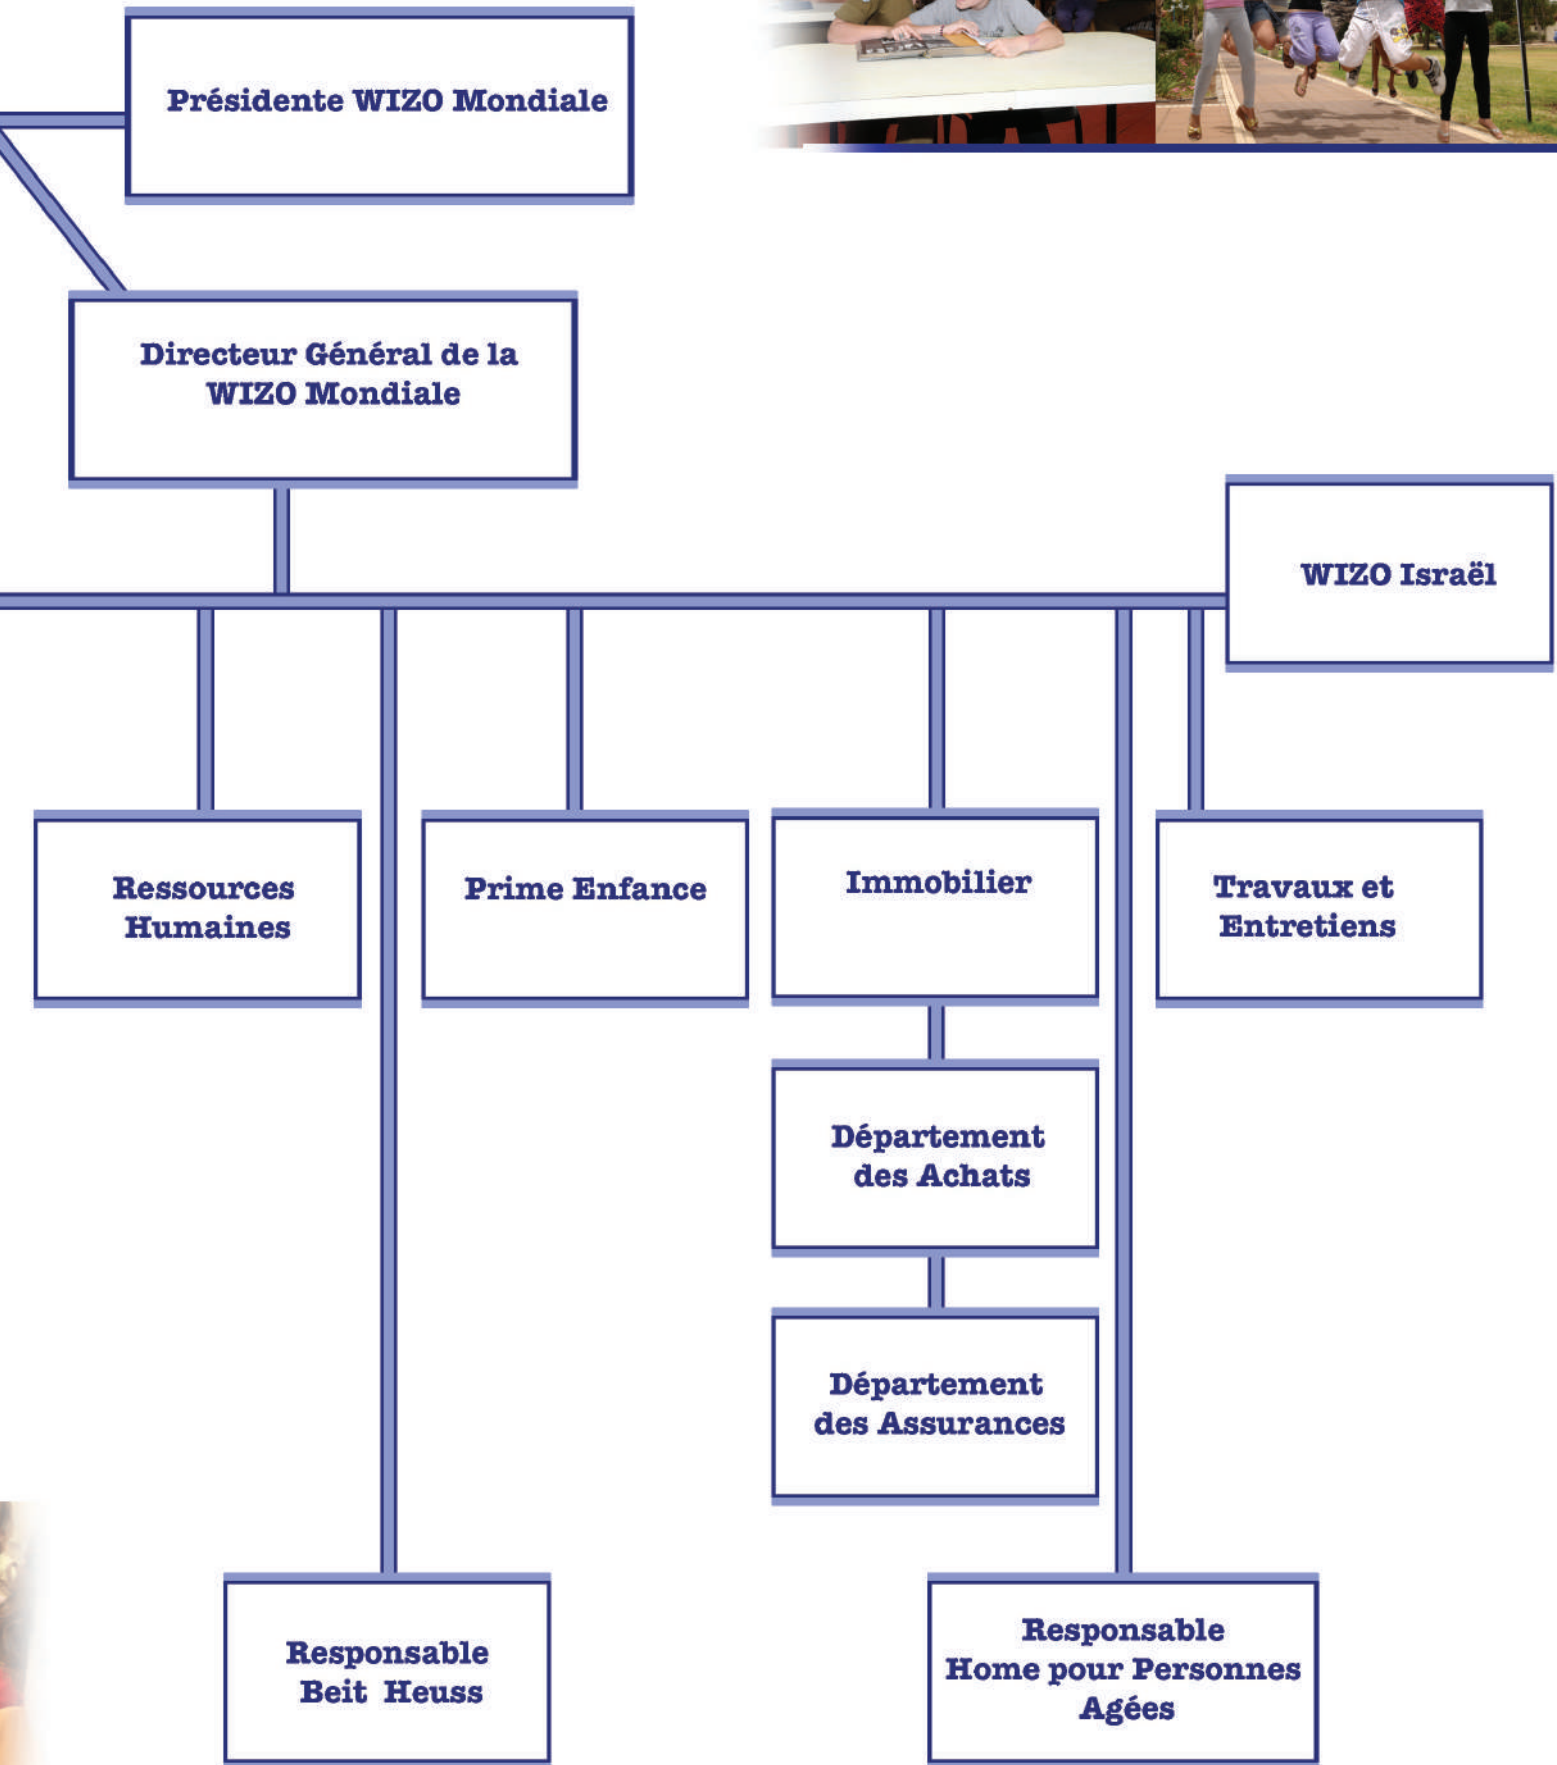 Présidente WIZO Mondiale
Directeur Général de la
WIZO Mondiale
WIZO Israël
Ressources
Humaines
Prime Enfance
Immobilier
Travaux et
Entretiens
Département
des Achats
Département
des Assurances
Responsable
Beit Heuss
Responsable
Home pour Personnes
Agées